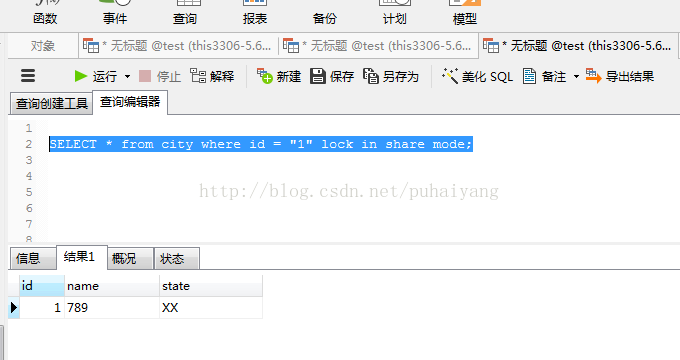 函数 事件 查询 报表 备份 计划 模型
对象 * 无标题 @test (this3306-5.6... * 无标题 @test (this3306-5.6... * 无标题 @test (this3306-5.6...
运行 停止 解释 新建 保存 另存为 美化 SQL 备注 导出结果
查询创建工具 查询编辑器
1
2 SELECT * from city where id = "1" lock in share mode;
3
4
5
http://blog.csdn.net/puhaiyang
6
7
8
信息 结果1 概况 状态
id name state
1 789 XX